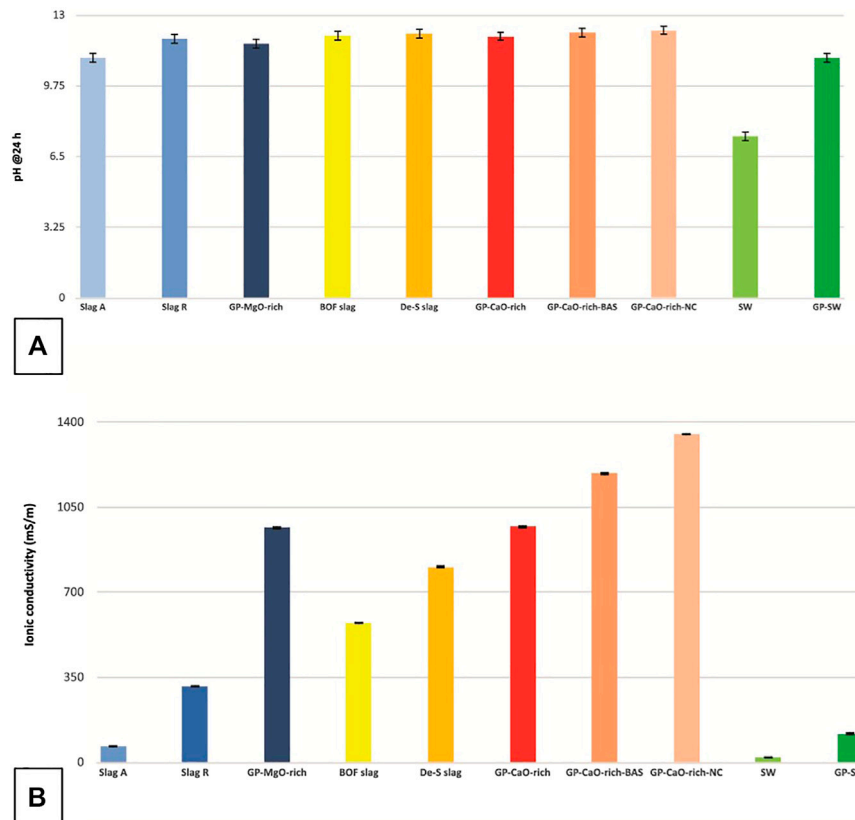 13
9.75
6.5
3.25
0
pH @24 h
Slag A Slag R GP-MgO-rich BOF slag De-S slag GP-CaO-rich GP-CaO-rich-BAS GP-CaO-rich-NC SW GP-SW
A
1400
1050
700
350
0
Ionic conductivity (mS/m)
Slag A Slag R GP-MgO-rich BOF slag De-S slag GP-CaO-rich GP-CaO-rich-BAS GP-CaO-rich-NC SW GP-S
B